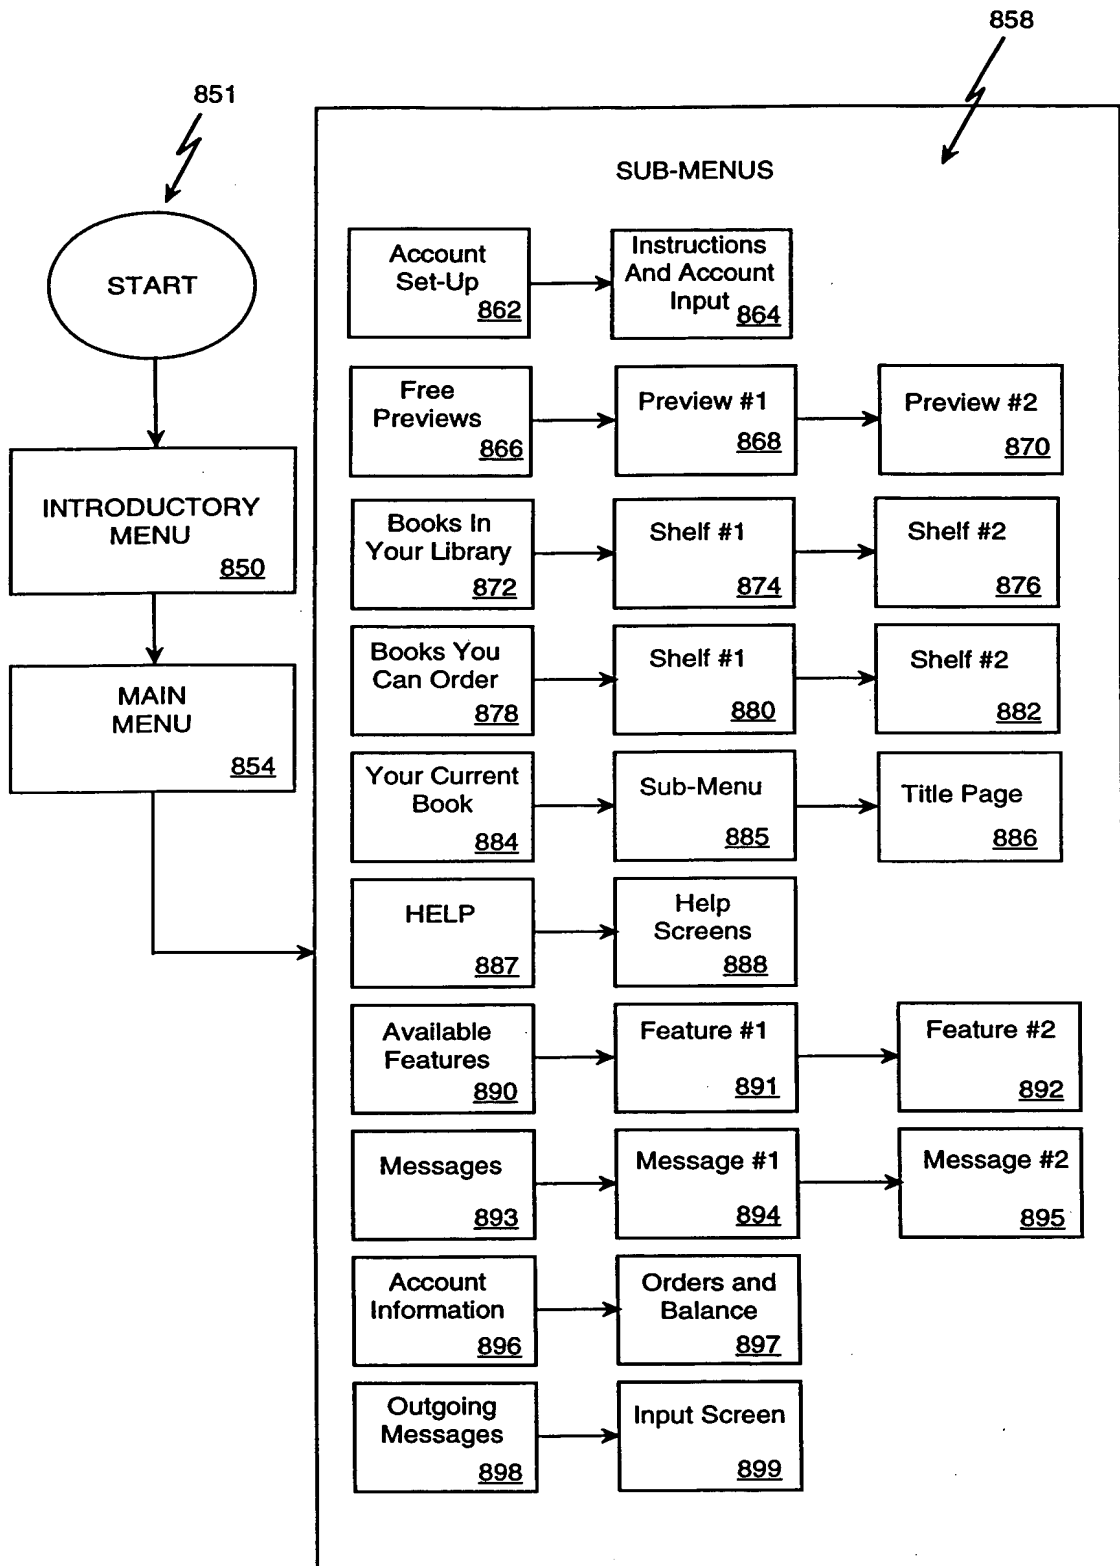 858
851
SUB-MENUS
START
INTRODUCTORY
MENU
850
MAIN
MENU
854
Account
Set-Up
862
Instructions
And Account
Input
864
Free
Previews
866
Preview #1
868
Preview #2
870
Books In
Your Library
872
Shelf #1
874
Shelf #2
876
Books You
Can Order
878
Shelf #1
880
Shelf #2
882
Your Current
Book
884
Sub-Menu
885
Title Page
886
HELP
887
Help
Screens
888
Available
Features
890
Feature #1
891
Feature #2
892
Messages
893
Message #1
894
Message #2
895
Account
Information
896
Orders and
Balance
897
Outgoing
Messages
898
Input Screen
899